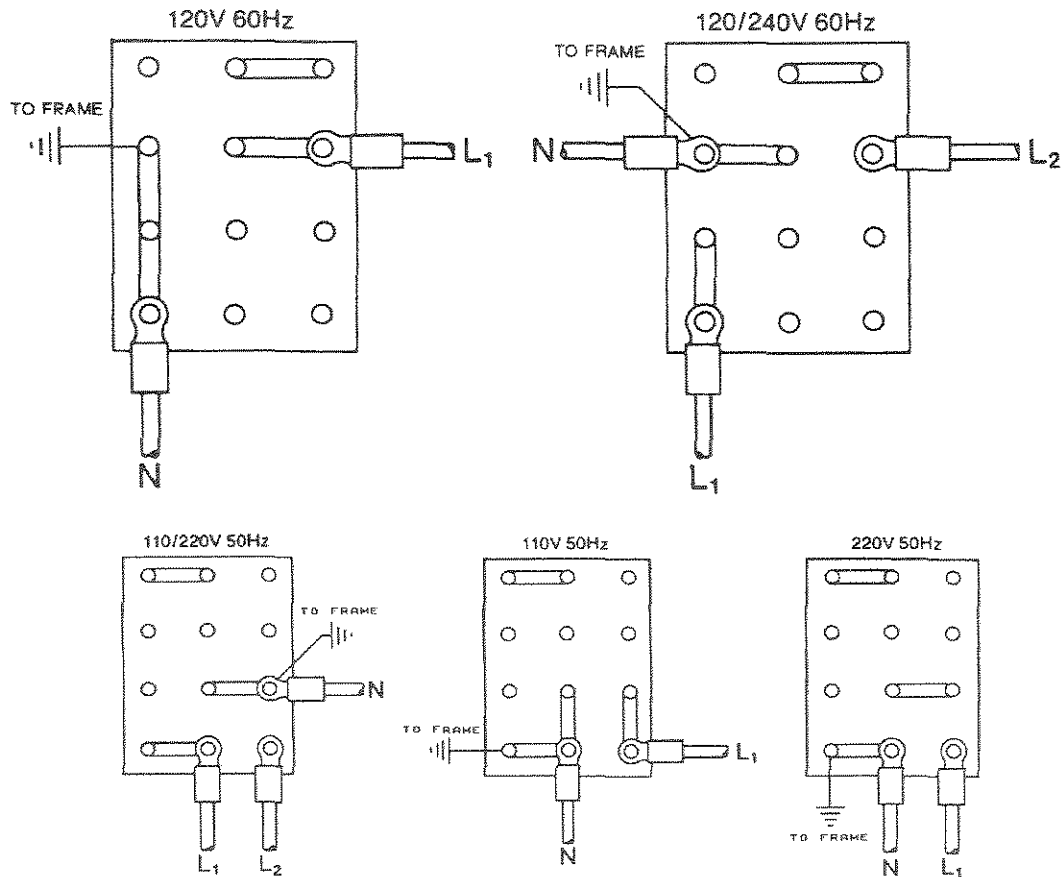 120V 60Hz
TO FRAME
L₁
N
120/240V 60Hz
TO FRAME
N
L₂
L₁
110/220V 50Hz
TO FRAME
N
L₁ L₂
110V 50Hz
TO FRAME
L₁
N
220V 50Hz
TO FRAME
N L₁